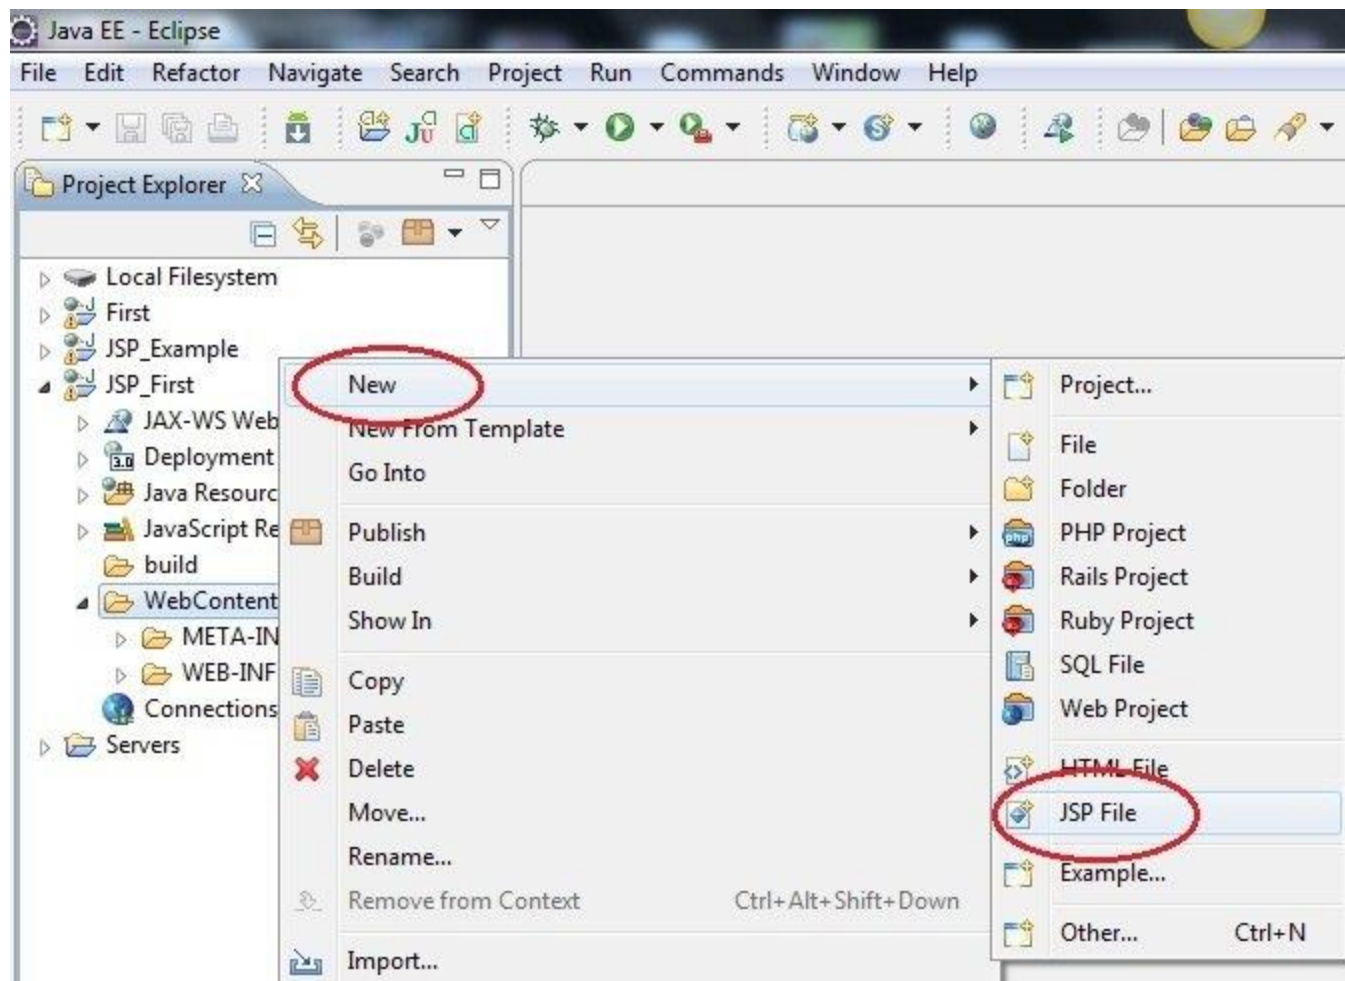 Java EE - Eclipse
File Edit Refactor Navigate Search Project Run Commands Window Help
Project Explorer
Local Filesystem
First
JSP_Example
JSP_First
JAX-WS Web
Deployment
3.0
Java Resourc
JavaScript Re
build
WebContent
META-IN
WEB-INF
Connections
Servers
New
New From Template
Go Into
Publish
Build
Show In
Copy
Paste
Delete
Move...
Rename...
Remove from Context Ctrl+Alt+Shift+Down
Import...
Project...
File
Folder
php
PHP Project
Rails Project
Ruby Project
SQL File
Web Project
HTML File
JSP File
Example...
Other... Ctrl+N